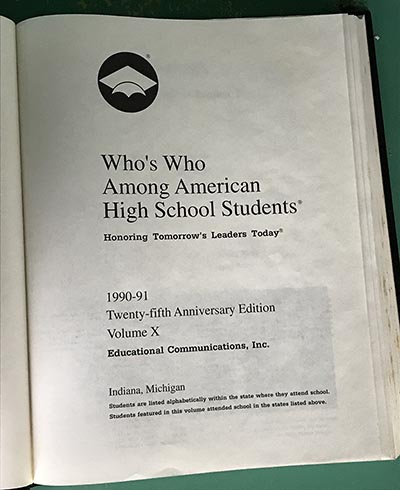 Who's Who
Among American
High School Students®
Honoring Tomorrow's Leaders Today®
1990-91
Twenty-fifth Anniversary Edition
Volume X
Educational Communications, Inc.
Indiana, Michigan
Students are listed alphabetically within the state where they attend school.
Students featured in this volume attended school in the states listed above.